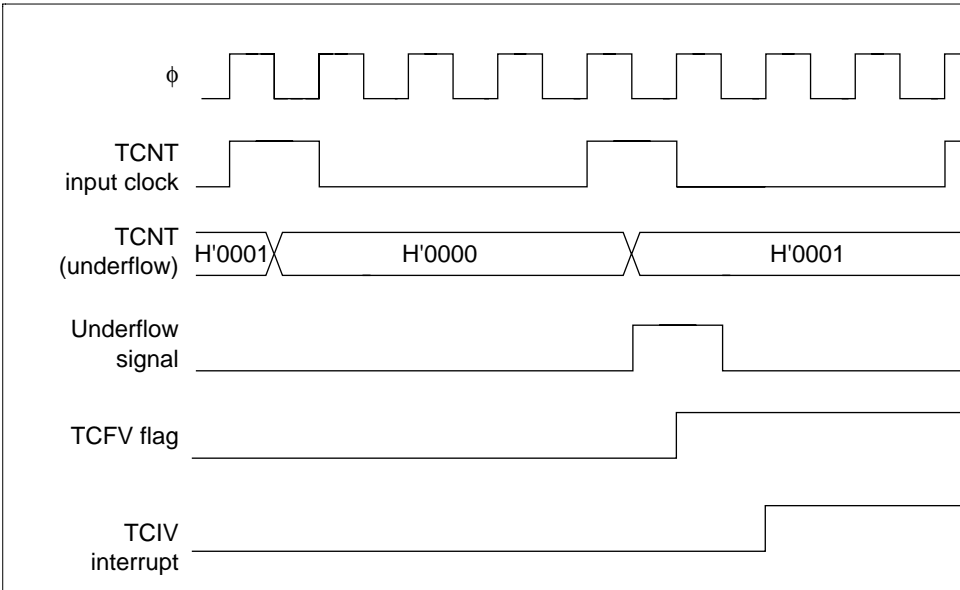 ϕ
TCNT
input clock
TCNT
(underflow)
H'0001
H'0000
H'0001
Underflow
signal
TCFV flag
TCIV
interrupt